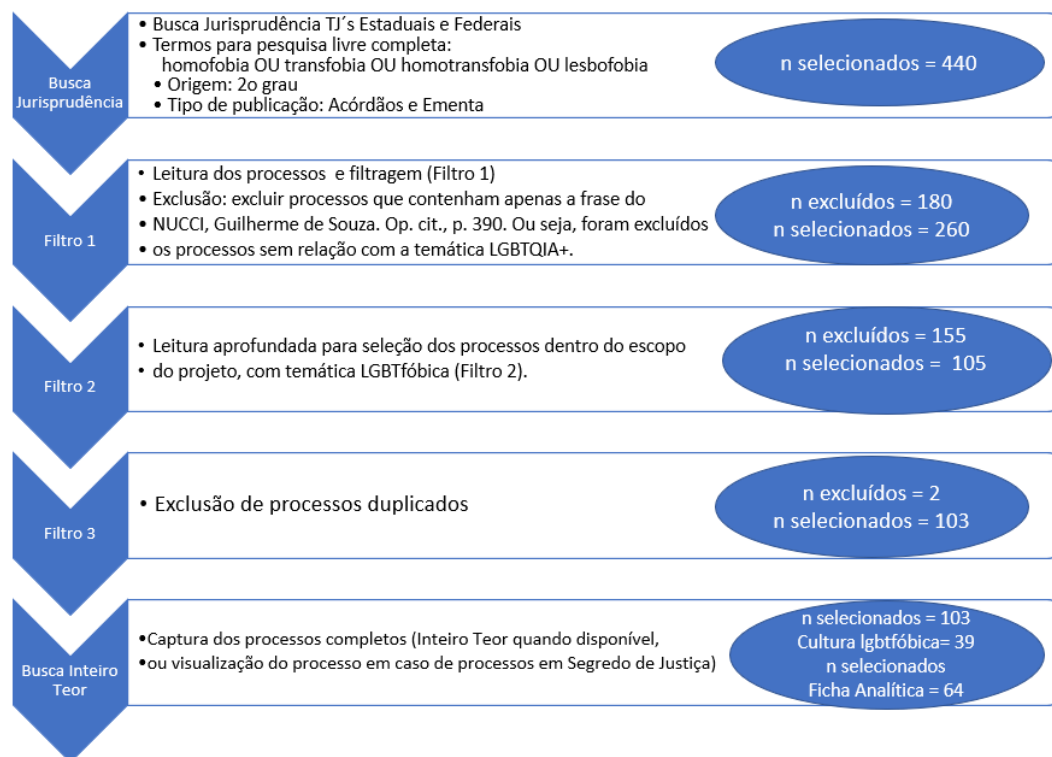 Busca
Jurisprudência
• Busca Jurisprudência TJ´s Estaduais e Federais
• Termos para pesquisa livre completa:
homofobia OU transfobia OU homotransfobia OU lesbofobia
• Origem: 2o grau
• Tipo de publicação: Acórdãos e Ementa
n selecionados = 440
Filtro 1
• Leitura dos processos e filtragem (Filtro 1)
• Exclusão: excluir processos que contenham apenas a frase do
• NUCCI, Guilherme de Souza. Op. cit., p. 390. Ou seja, foram excluídos
• os processos sem relação com a temática LGBTQIA+.
n excluídos = 180
n selecionados = 260
Filtro 2
• Leitura aprofundada para seleção dos processos dentro do escopo
• do projeto, com temática LGBTfóbica (Filtro 2).
n excluídos = 155
n selecionados = 105
Filtro 3
• Exclusão de processos duplicados
n excluídos = 2
n selecionados = 103
Busca Inteiro
Teor
•Captura dos processos completos (Inteiro Teor quando disponível,
•ou visualização do processo em caso de processos em Segredo de Justiça)
n selecionados = 103
Cultura lgbtfóbica= 39
n selecionados
Ficha Analítica = 64